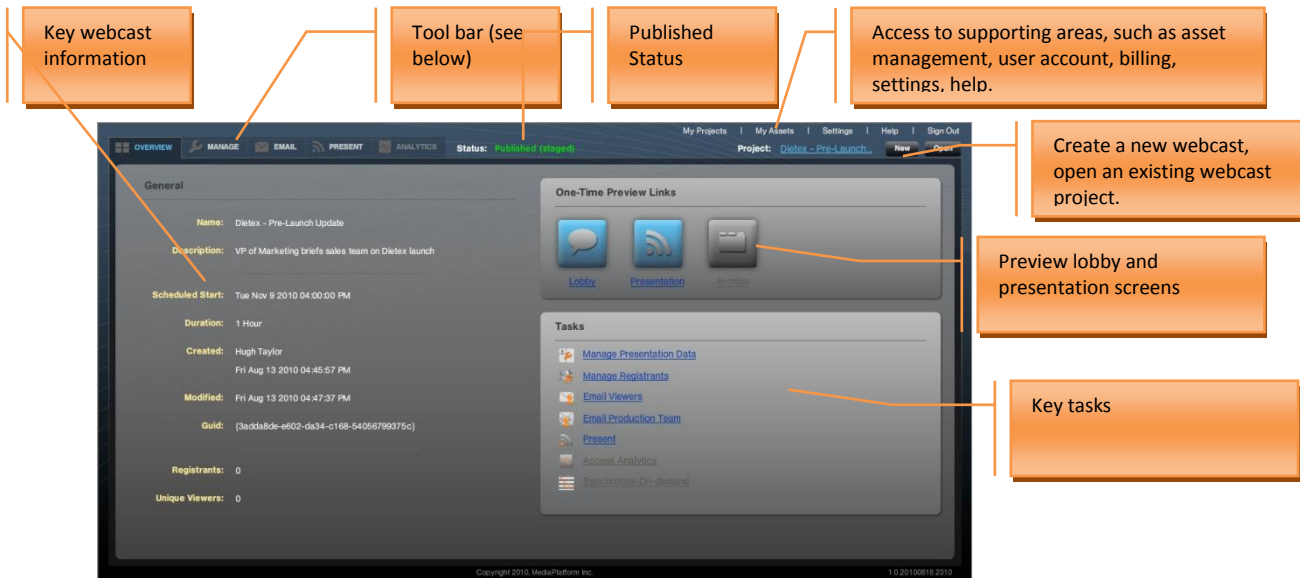 Key webcast
information
Tool bar (see
below)
Published
Status
Access to supporting areas, such as asset
management, user account, billing,
settings, help.
My Projects | My Assets | Settings | Help | Sign Out
OVERVIEW MANAGE EMAIL PRESENT ANALYTICS Status: Published (staged) Project: Dietex - Pre-Launch... New Open
Create a new webcast,
open an existing webcast
project.
General
Name: Dietex - Pre-Launch Update
Description: VP of Marketing briefs sales team on Dietex launch
Scheduled Start: Tue Nov 9 2010 04:00:00 PM
Duration: 1 Hour
Created: Hugh Taylor
Fri Aug 13 2010 04:45:57 PM
Modified: Fri Aug 13 2010 04:47:37 PM
Guid: {3adda8de-e602-da34-c168-54056799375c}
Registrants: 0
Unique Viewers: 0
One-Time Preview Links
Lobby Presentation Archive
Preview lobby and
presentation screens
Tasks
Manage Presentation Data
Manage Registrants
Email Viewers
Email Production Team
Present
Access Analytics
Synchronize On-demand
Key tasks
Copyright 2010, MediaPlatform Inc.
1.0.20100818.2310